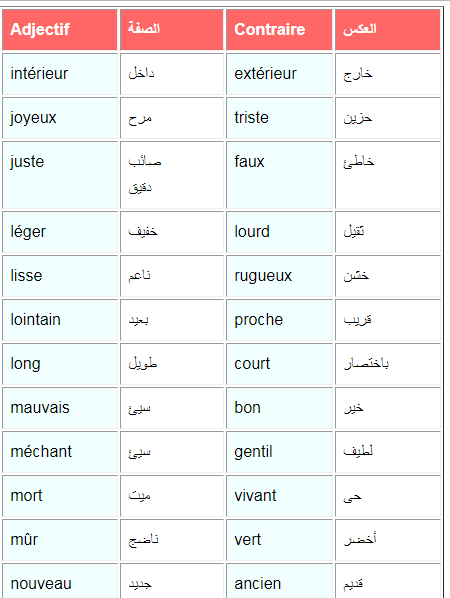 Adjectif الصفة Contraire العكس
intérieur داخل extérieur خارج
joyeux مرح triste حزين
juste صائب faux خاطئ
دقيق
léger خفيف lourd ثقيل
lisse ناعم rugueux خشن
lointain بعيد proche قريب
long طويل court باختصار
mauvais سيئ bon خير
méchant سيئ gentil لطيف
mort ميت vivant حى
mûr ناضج vert أخضر
nouveau جديد ancien قديم